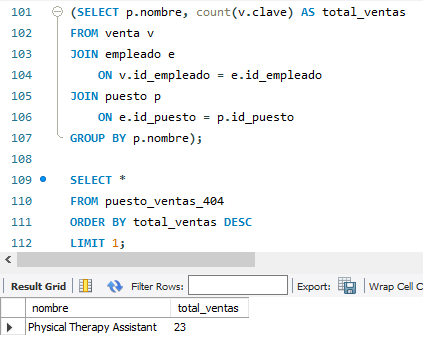 101 (SELECT p.nombre, count(v.clave) AS total_ventas
102 FROM venta v
103 JOIN empleado e
104 ON v.id_empleado = e.id_empleado
105 JOIN puesto p
106 ON e.id_puesto = p.id_puesto
107 GROUP BY p.nombre);
108
109 SELECT *
110 FROM puesto_ventas_404
111 ORDER BY total_ventas DESC
112 LIMIT 1;
Result Grid Filter Rows: Export: Wrap Cell C
nombre total_ventas
Physical Therapy Assistant 23